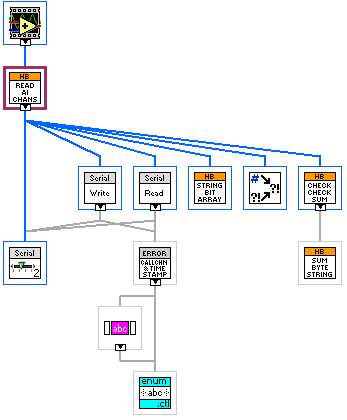 HB
READ
AI
CHANS
Serial
Write
Serial
Read
HB
STRING
BIT
ARRAY
#
?!
?!
HB
CHECK
CHECK
SUM
Serial
2
ERROR
CALLCHN
& TIME
STAMP
HB
SUM
BYTE
STRING
abc
enum
abc
.ctl